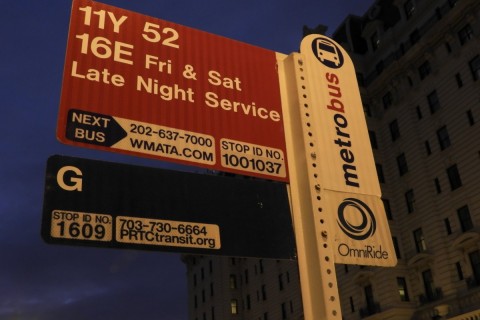 11Y 52
16E Fri & Sat
Late Night Service
NEXT
BUS
202-637-7000
WMATA.COM
STOP ID NO.
1001037
metrobus
G
STOP ID NO.
1609
703-730-6664
PRTCtransit.org
OmniRide